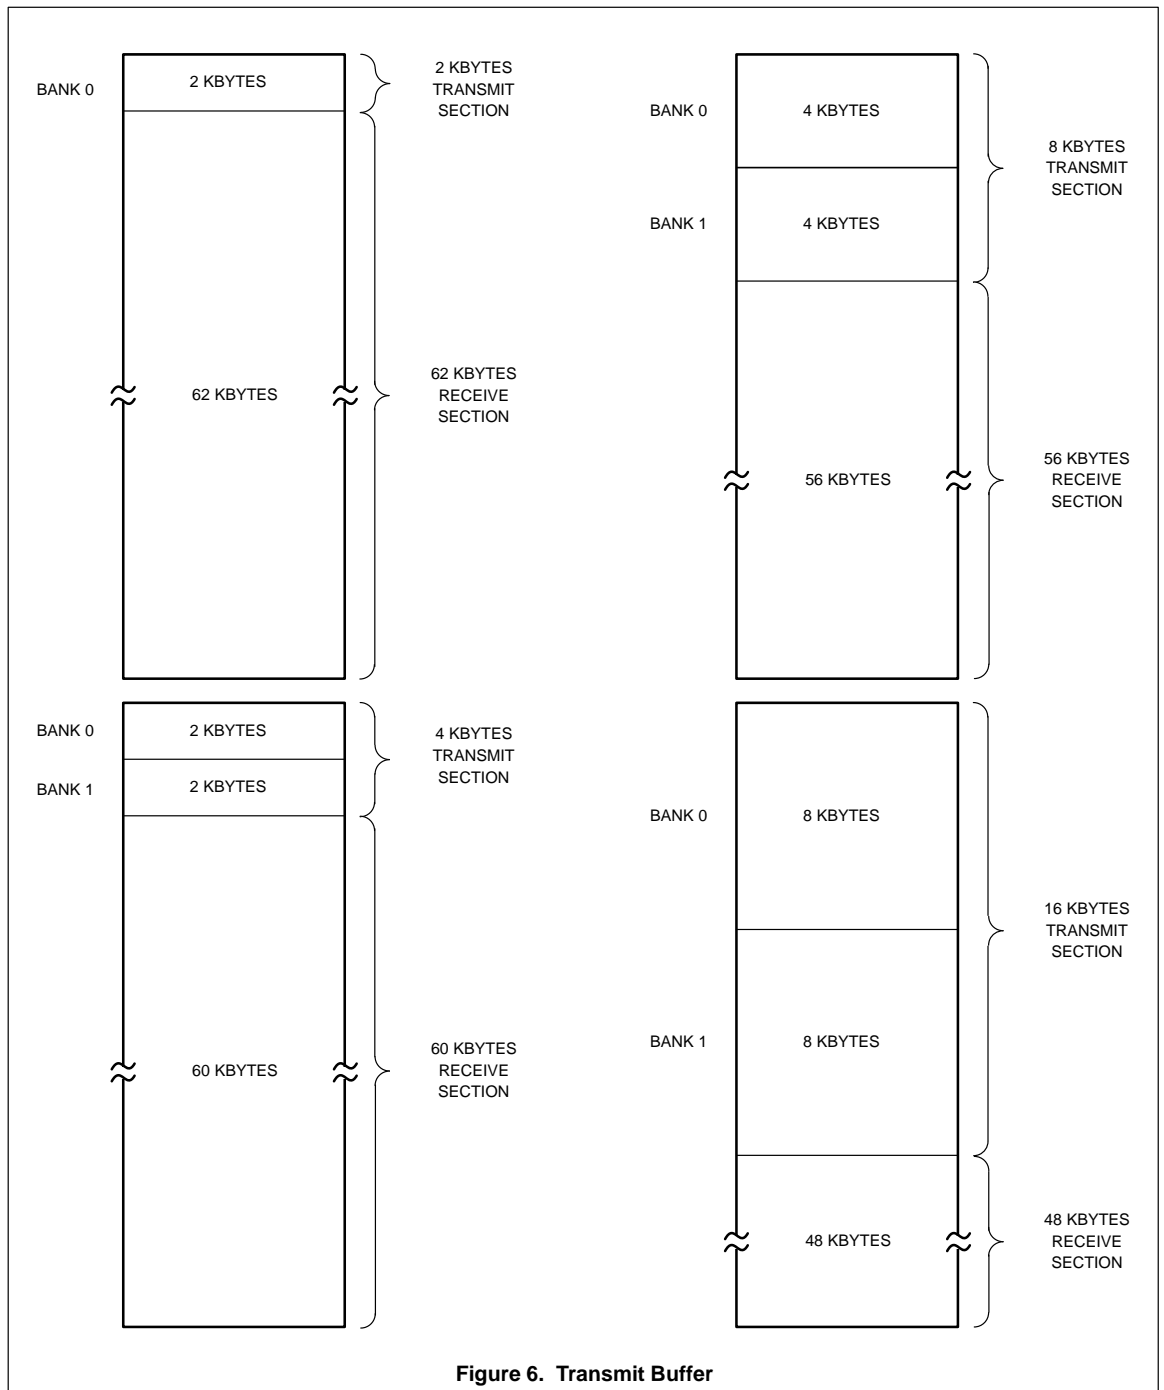 BANK 0
2 KBYTES
2 KBYTES
TRANSMIT
SECTION
62 KBYTES
62 KBYTES
RECEIVE
SECTION
BANK 0
4 KBYTES
BANK 1
4 KBYTES
8 KBYTES
TRANSMIT
SECTION
56 KBYTES
56 KBYTES
RECEIVE
SECTION
BANK 0
2 KBYTES
BANK 1
2 KBYTES
4 KBYTES
TRANSMIT
SECTION
60 KBYTES
60 KBYTES
RECEIVE
SECTION
BANK 0
8 KBYTES
BANK 1
8 KBYTES
16 KBYTES
TRANSMIT
SECTION
48 KBYTES
48 KBYTES
RECEIVE
SECTION
Figure 6. Transmit Buffer